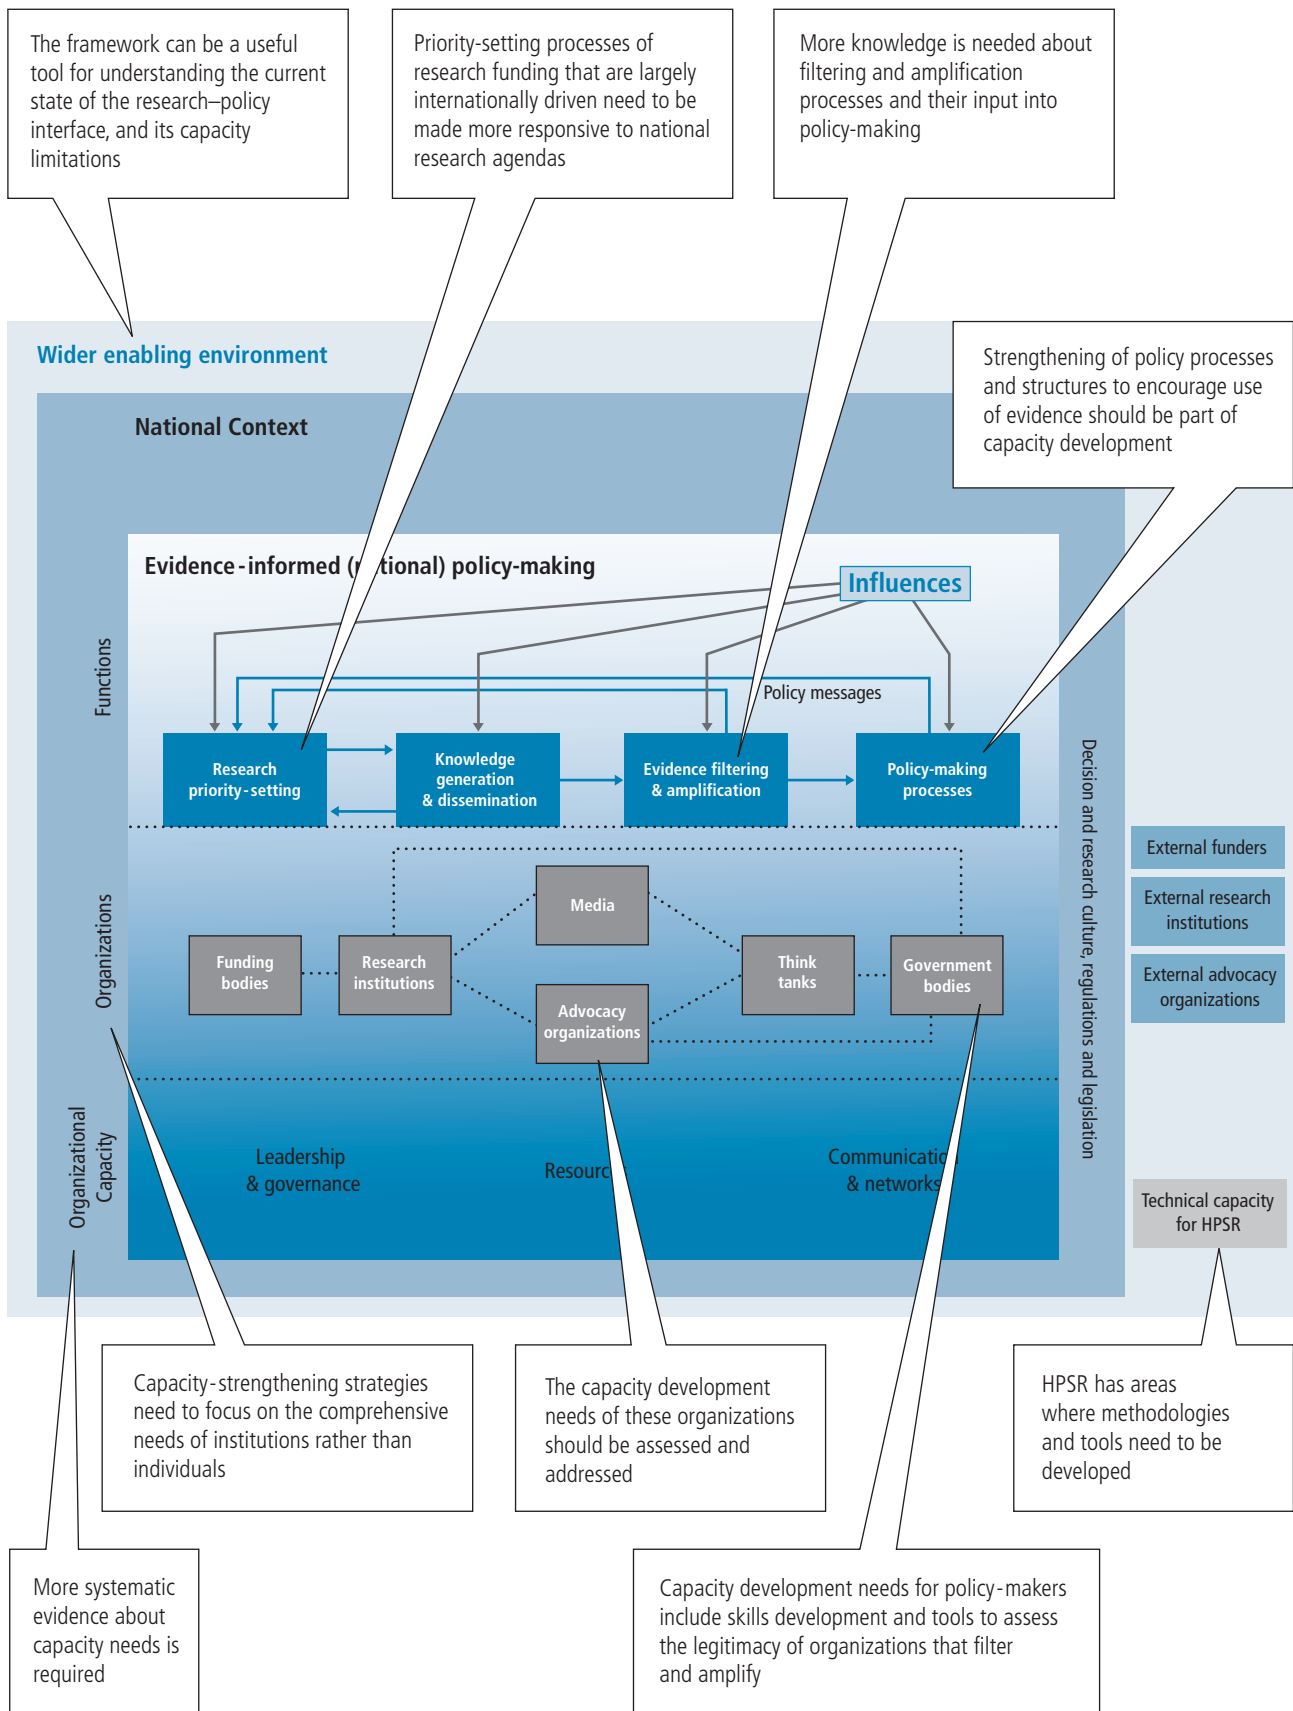 The framework can be a useful
tool for understanding the current
state of the research–policy
interface, and its capacity
limitations
Priority-setting processes of
research funding that are largely
internationally driven need to be
made more responsive to national
research agendas
More knowledge is needed about
filtering and amplification
processes and their input into
policy-making
Strengthening of policy processes
and structures to encourage use
of evidence should be part of
capacity development
Wider enabling environment
National Context
Evidence-informed (national) policy-making
Influences
Functions
Policy messages
Research
priority-setting
Knowledge
generation
& dissemination
Evidence filtering
& amplification
Policy-making
processes
Decision and research culture, regulations and legislation
External funders
External research
institutions
External advocacy
organizations
Organizations
Media
Funding
bodies
Research
institutions
Think
tanks
Government
bodies
Advocacy
organizations
Organizational
Capacity
Leadership
& governance
Resources
Communication
& networks
Technical capacity
for HPSR
Capacity-strengthening strategies
need to focus on the comprehensive
needs of institutions rather than
individuals
The capacity development
needs of these organizations
should be assessed and
addressed
HPSR has areas
where methodologies
and tools need to be
developed
More systematic
evidence about
capacity needs is
required
Capacity development needs for policy-makers
include skills development and tools to assess
the legitimacy of organizations that filter
and amplify